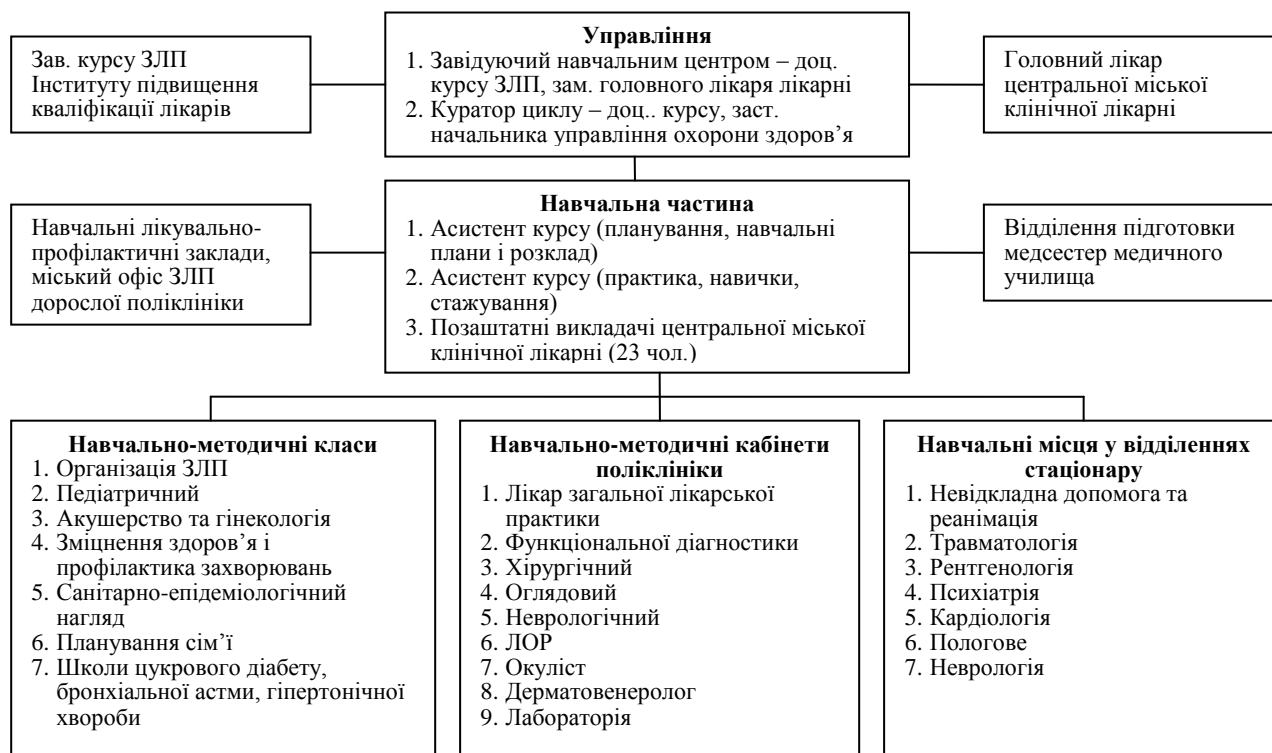 Зав. курсу ЗЛП
Інституту підвищення
кваліфікації лікарів
Управління
1. Завідуючий навчальним центром – доц.
курсу ЗЛП, зам. головного лікаря лікарні
2. Куратор циклу – доц.. курсу, заст.
начальника управління охорони здоров’я
Головний лікар
центральної міської
клінічної лікарні
Навчальні лікувально-
профілактичні заклади,
міський офіс ЗЛП
дорослої поліклініки
Навчальна частина
1. Асистент курсу (планування, навчальні
плани і розклад)
2. Асистент курсу (практика, навички,
стажування)
3. Позаштатні викладачі центральної міської
клінічної лікарні (23 чол.)
Відділення підготовки
медсестер медичного
училища
Навчально-методичні класи
1. Організація ЗЛП
2. Педіатричний
3. Акушерство та гінекологія
4. Зміцнення здоров’я і
профілактика захворювань
5. Санітарно-епідеміологічний
нагляд
6. Планування сім’ї
7. Школи цукрового діабету,
бронхіальної астми, гіпертонічної
хвороби
Навчально-методичні кабінети
поліклініки
1. Лікар загальної лікарської
практики
2. Функціональної діагностики
3. Хірургічний
4. Оглядовий
5. Неврологічний
6. ЛОР
7. Окуліст
8. Дерматовенеролог
9. Лабораторія
Навчальні місця у відділеннях
стаціонару
1. Невідкладна допомога та
реанімація
2. Травматологія
3. Рентгенологія
4. Психіатрія
5. Кардіологія
6. Пологове
7. Неврологія